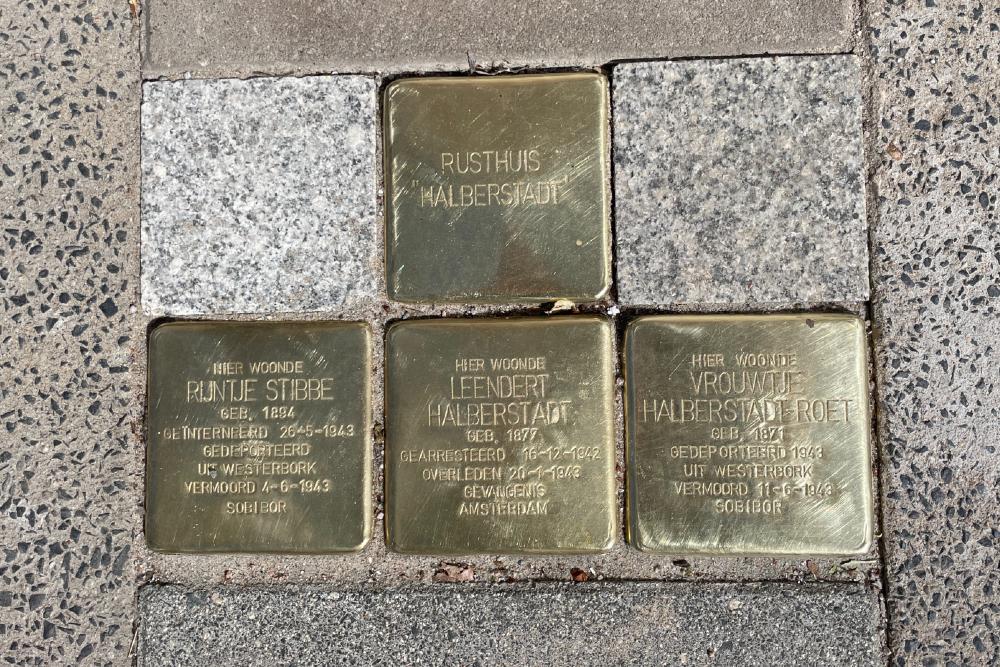 RUSTHUIS
"HALBERSTADT"
HIER WOONDE
RIJNTJE STIBBE
GEB. 1894
GEÏNTERNEERD 26-5-1943
GEDEPORTEERD
UIT WESTERBORK
VERMOORD 4-6-1943
SOBIBOR
HIER WOONDE
LEENDERT
HALBERSTADT
GEB. 1877
GEARRESTEERD 16-12-1942
OVERLEDEN 20-1-1943
GEVANGENIS
AMSTERDAM
HIER WOONDE
VROUWTJE
HALBERSTADT-ROET
GEB. 1871
GEDEPORTEERD 1943
UIT WESTERBORK
VERMOORD 11-6-1943
SOBIBOR